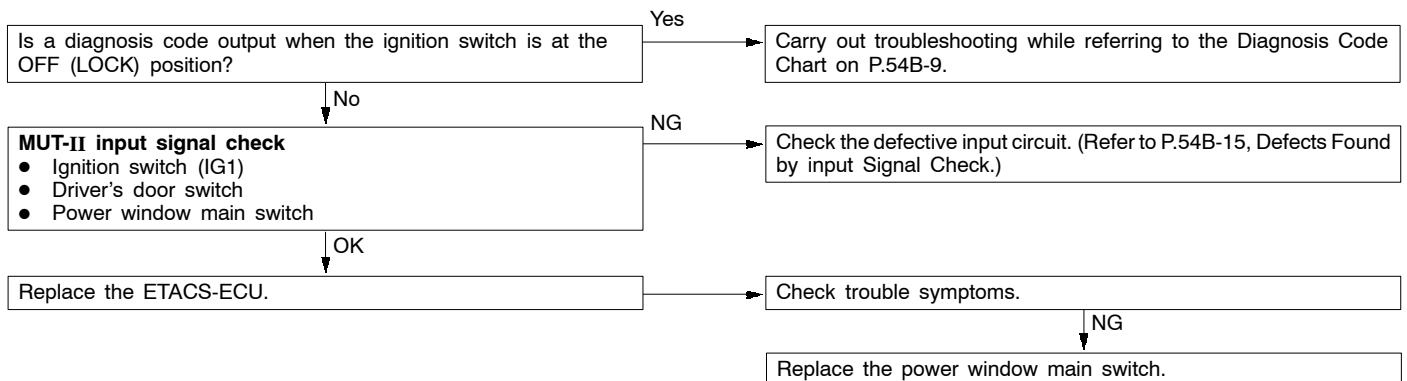 Is a diagnosis code output when the ignition switch is at the
OFF (LOCK) position?
Yes
Carry out troubleshooting while referring to the Diagnosis Code
Chart on P.54B-9.
No
MUT-II input signal check
● Ignition switch (IG1)
● Driver's door switch
● Power window main switch
NG
Check the defective input circuit. (Refer to P.54B-15, Defects Found
by input Signal Check.)
OK
Replace the ETACS-ECU.
Check trouble symptoms.
NG
Replace the power window main switch.